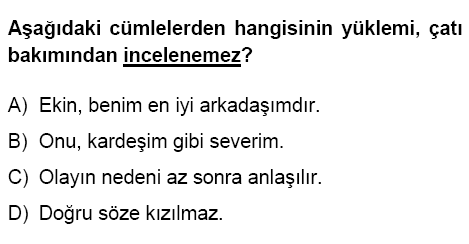 Aşağıdaki cümlelerden hangisinin yüklemi, çatı
bakımından incelenemez?
A) Ekin, benim en iyi arkadaşımdır.
B) Onu, kardeşim gibi severim.
C) Olayın nedeni az sonra anlaşılır.
D) Doğru söze kızılmaz.